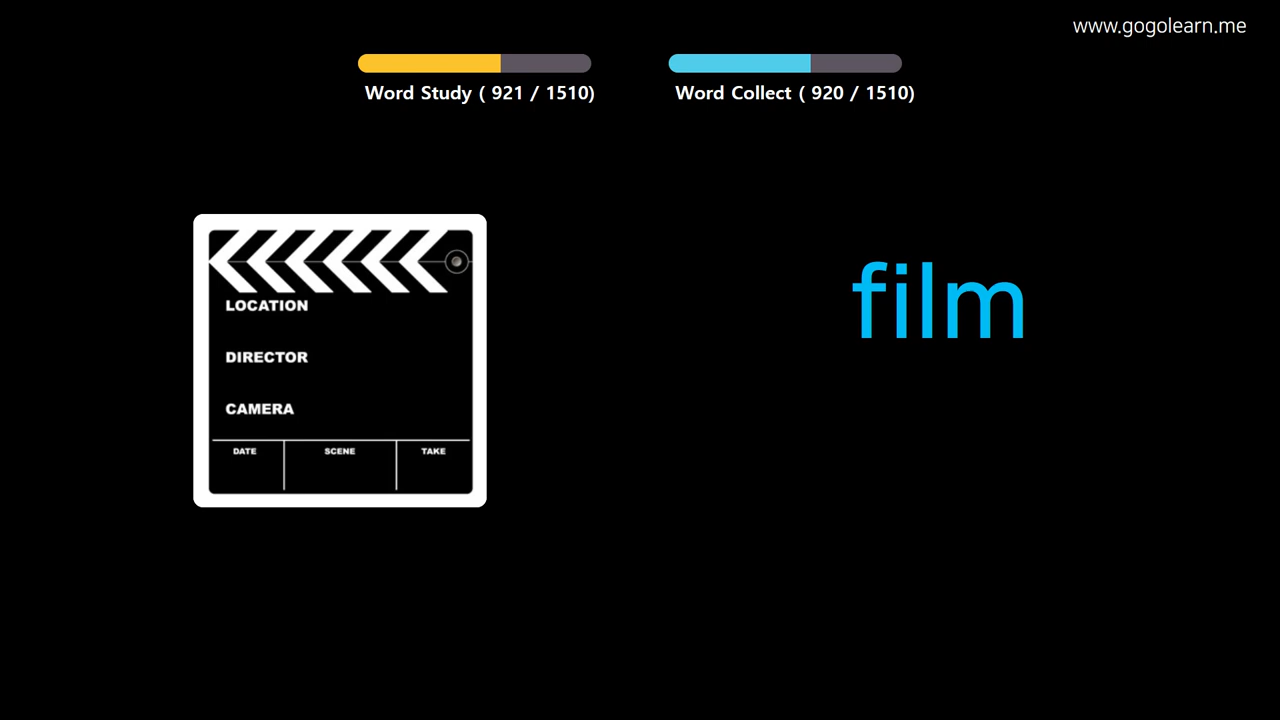 www.gogolearn.me
Word Study ( 921 / 1510)
Word Collect ( 920 / 1510)
LOCATION
DIRECTOR
CAMERA
DATE
SCENE
TAKE
film